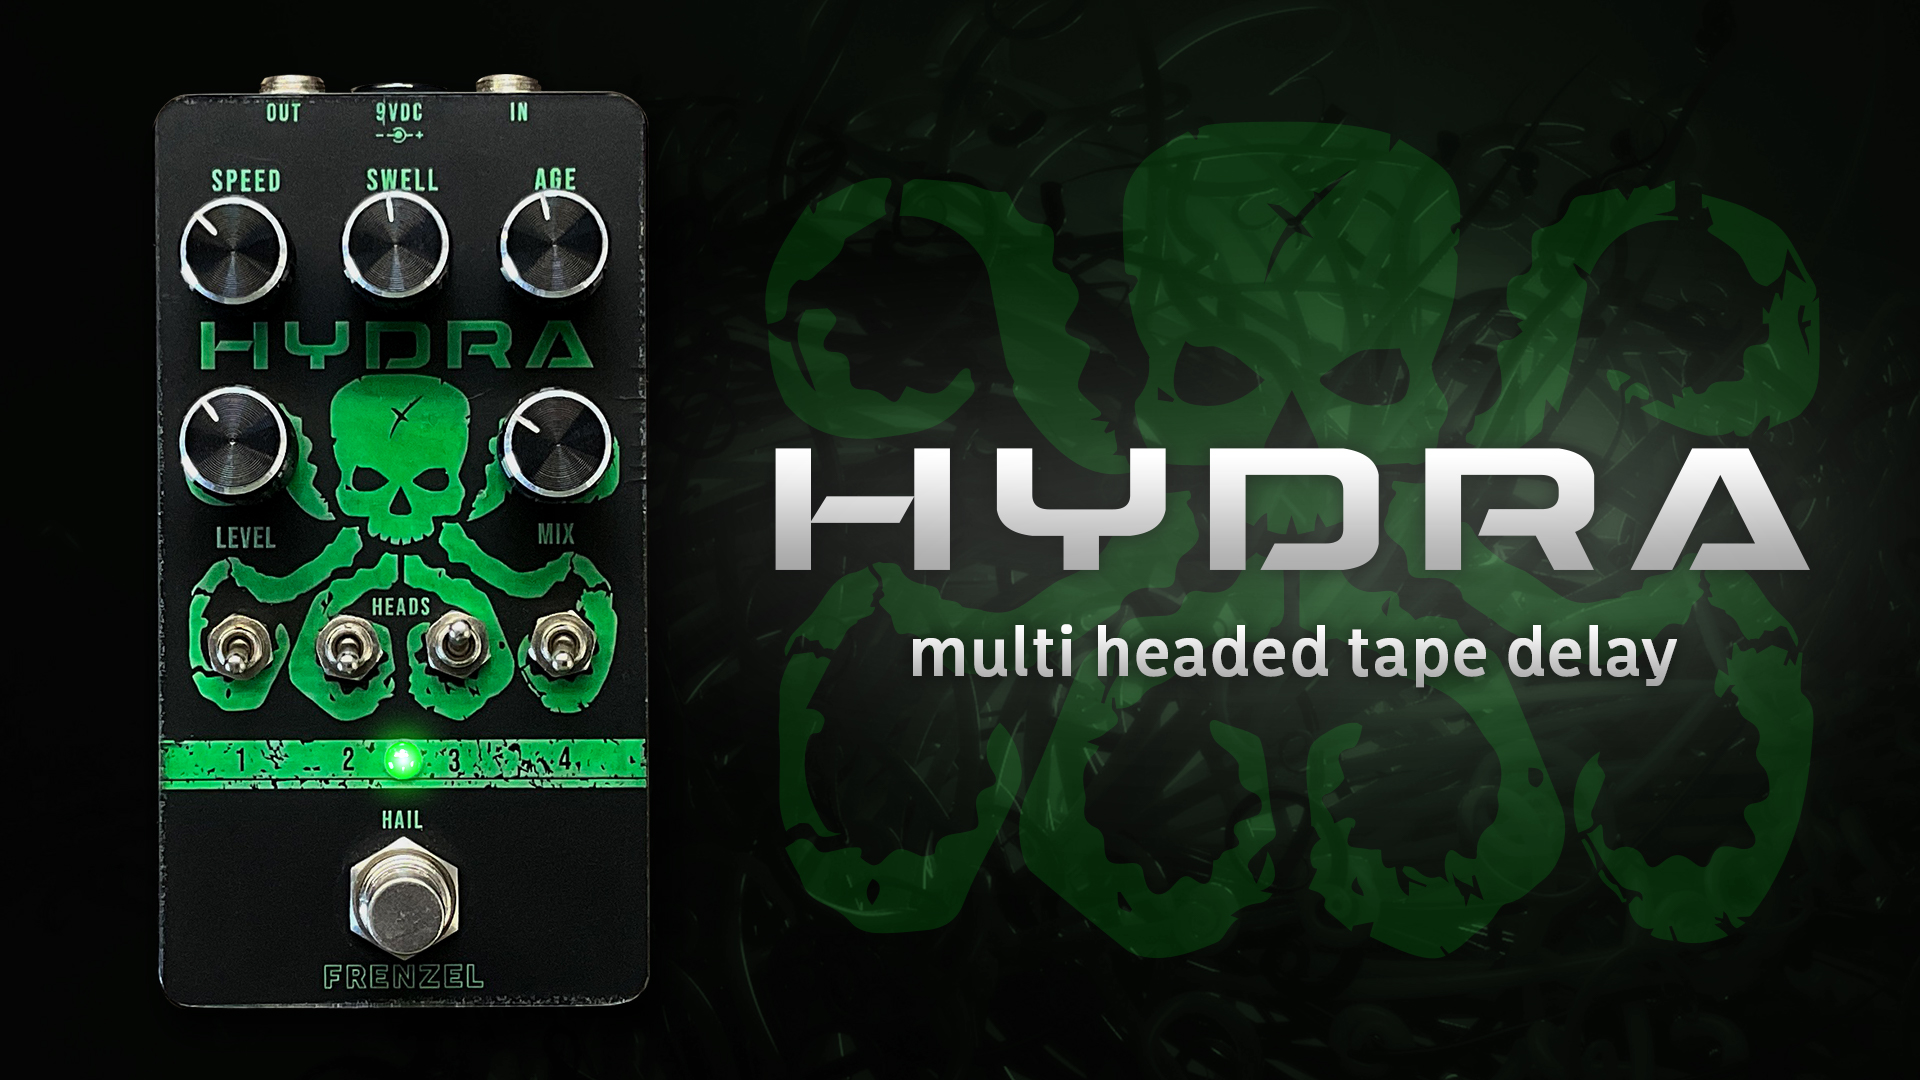 OUT 9VDC IN
SPEED SWELL AGE
HYDRA
LEVEL MIX
HEADS
1 2 3 4
HAIL
FRENZEL
HYDRA
multi headed tape delay